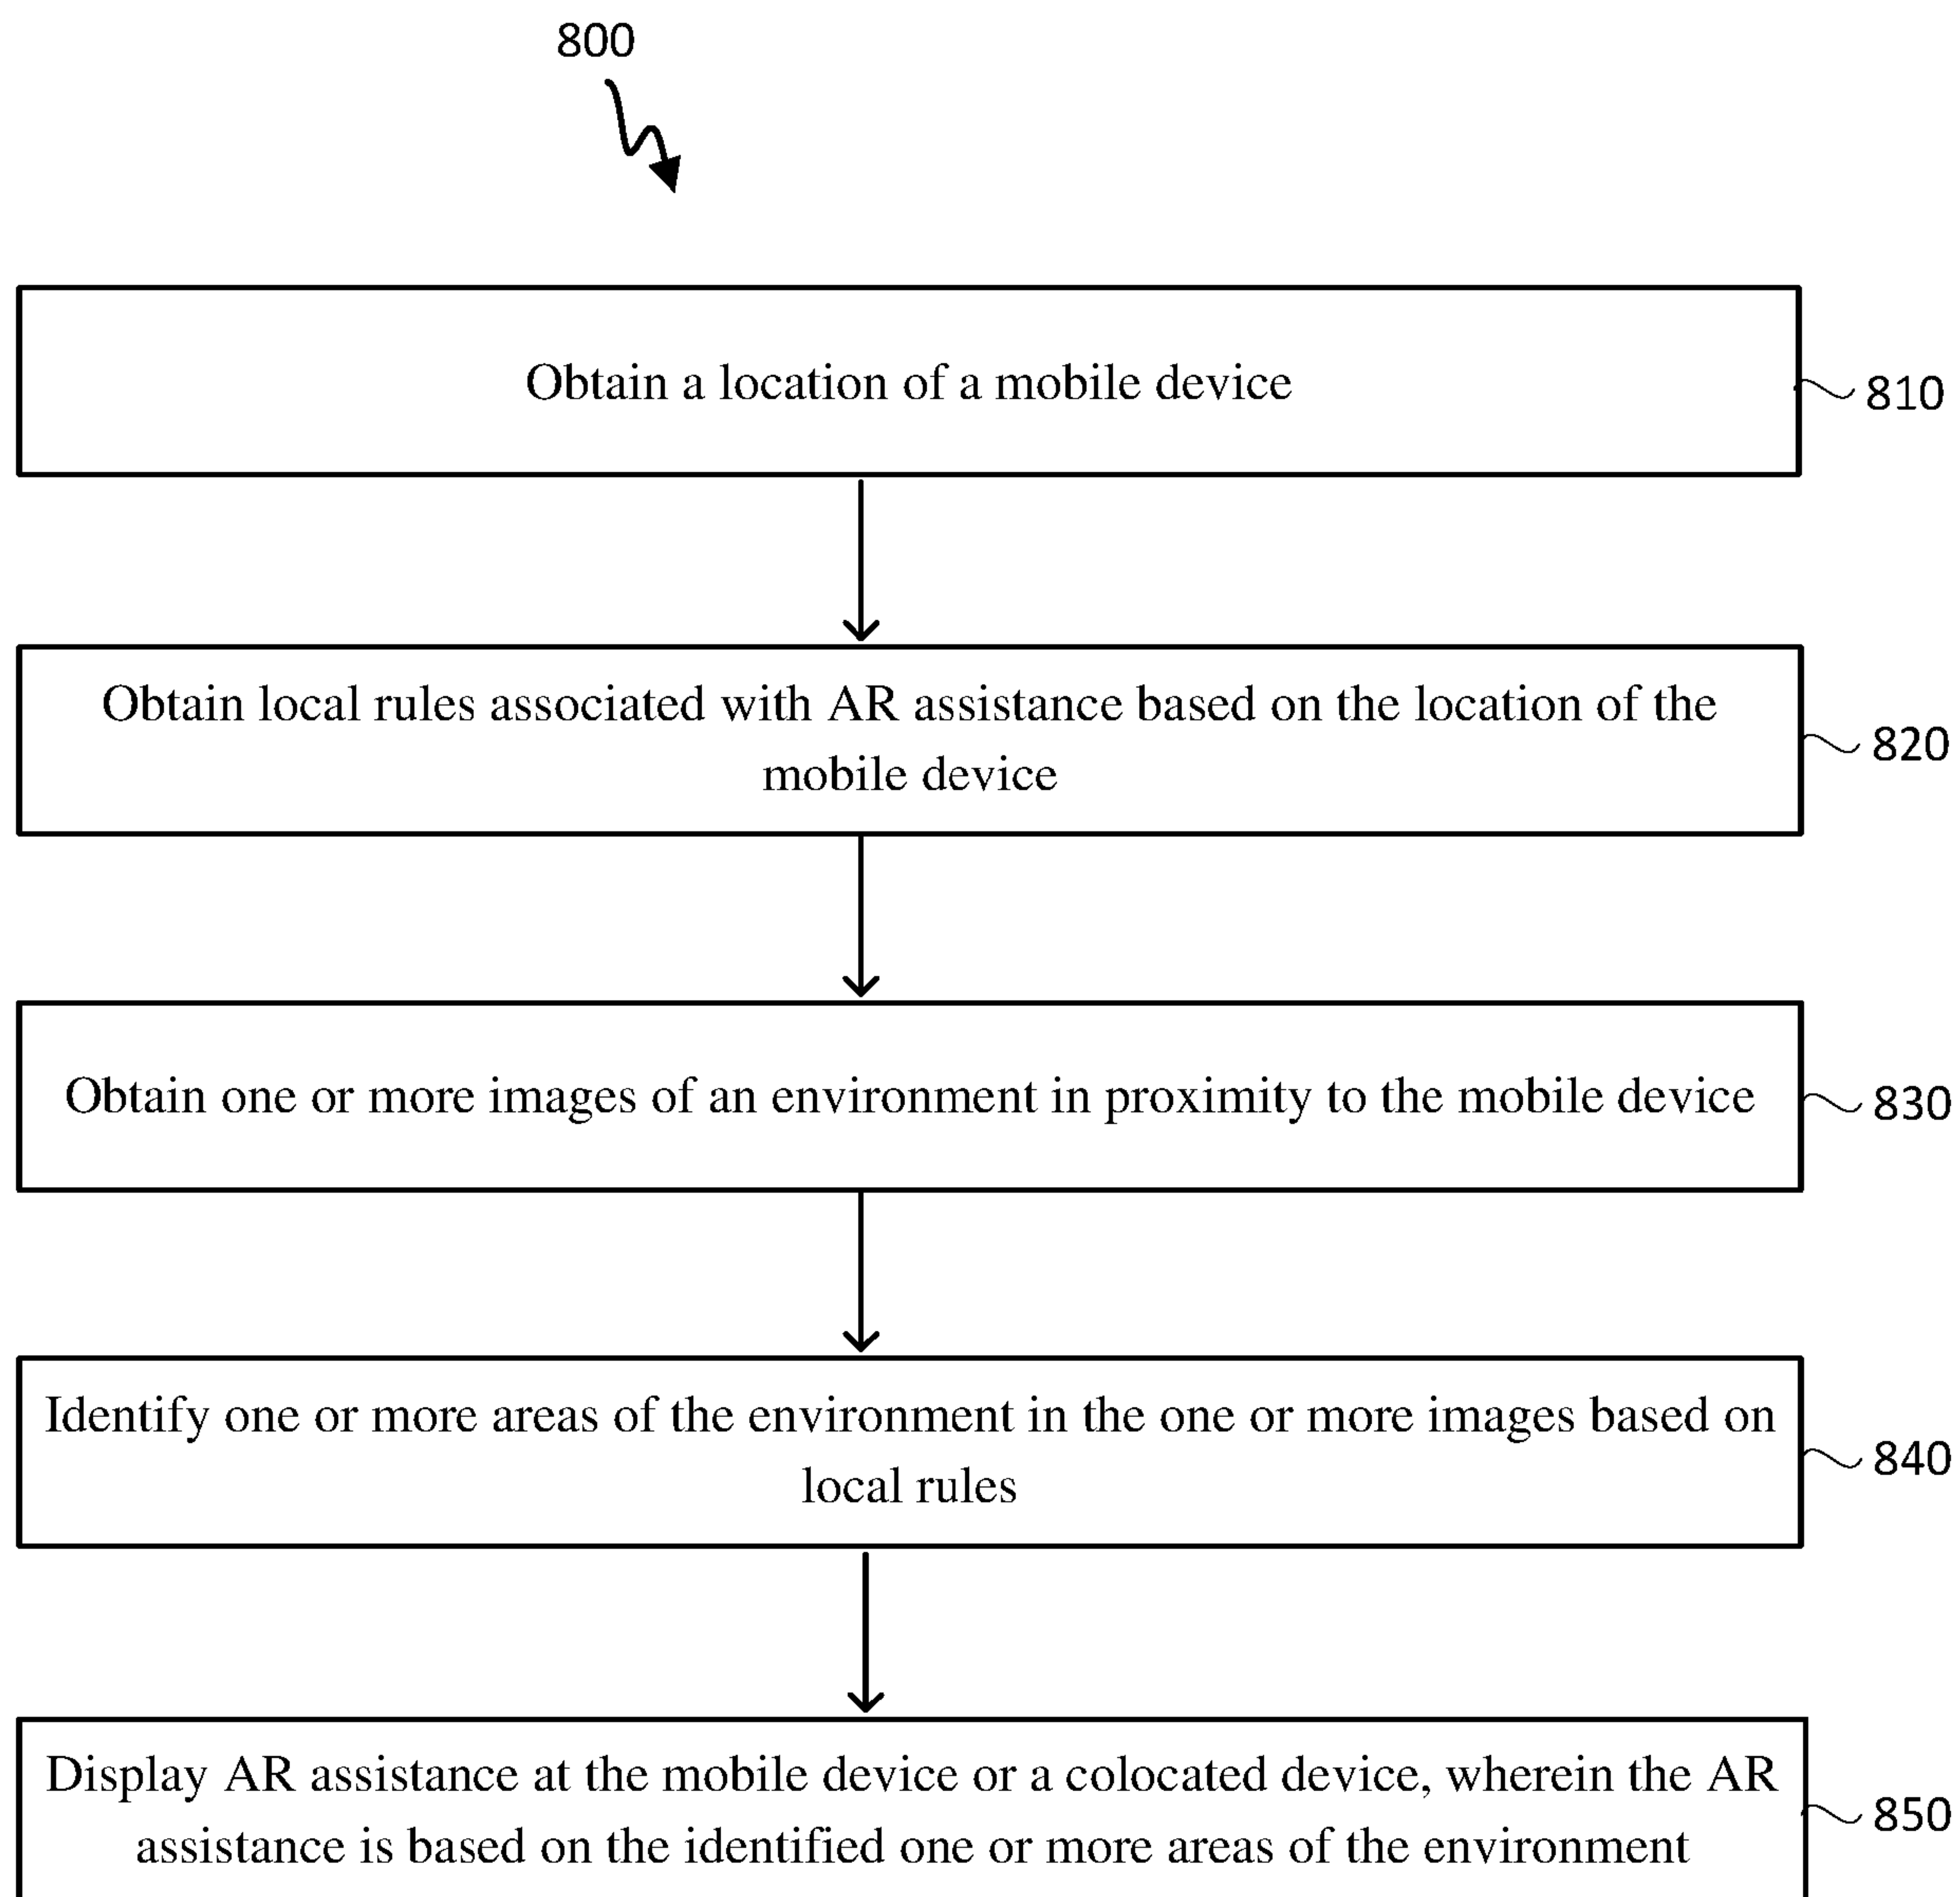 800
Obtain a location of a mobile device
810
Obtain local rules associated with AR assistance based on the location of the
mobile device
820
Obtain one or more images of an environment in proximity to the mobile device
830
Identify one or more areas of the environment in the one or more images based on
local rules
840
Display AR assistance at the mobile device or a colocated device, wherein the AR
assistance is based on the identified one or more areas of the environment
850